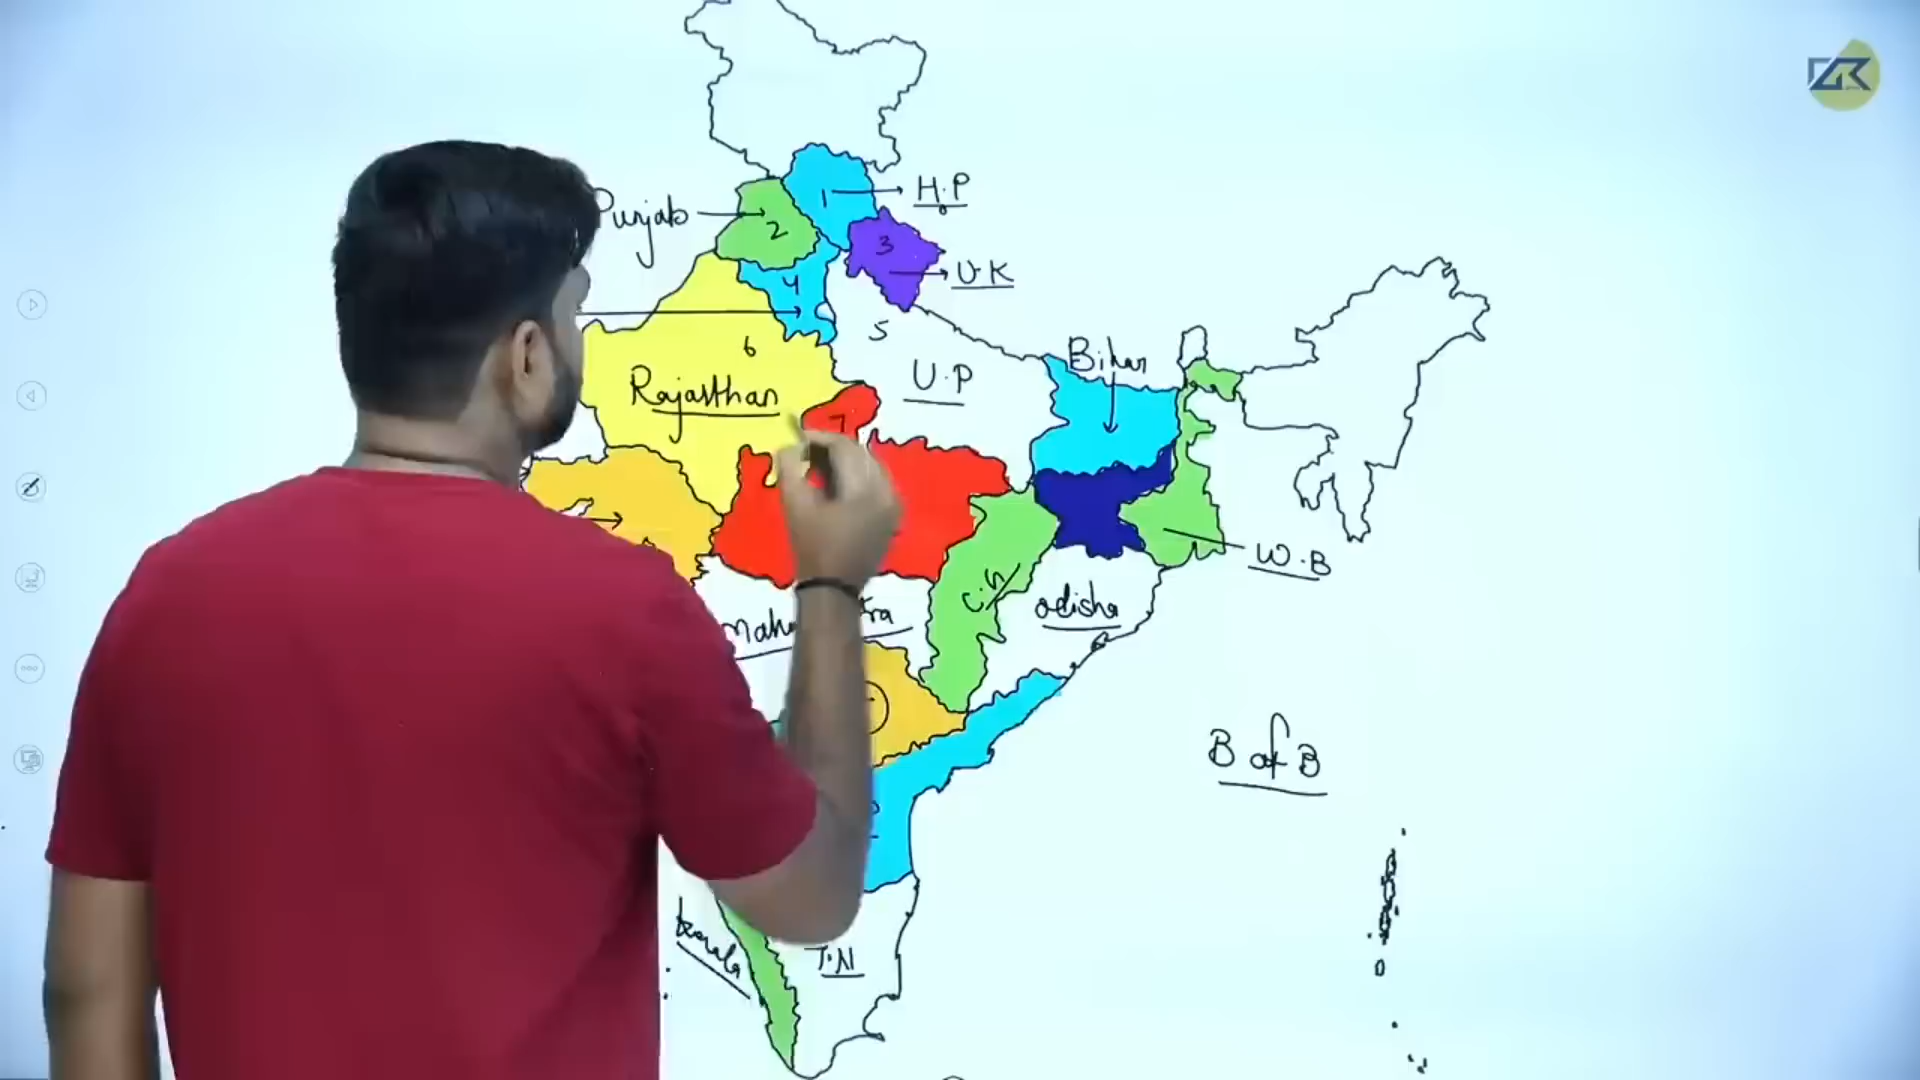 1
H.P
Punjab
2
3
U.K
4
5
6
Bihar
U.P
Rajasthan
7
W.B
C.h
odisha
B of B
Kerala
T.N